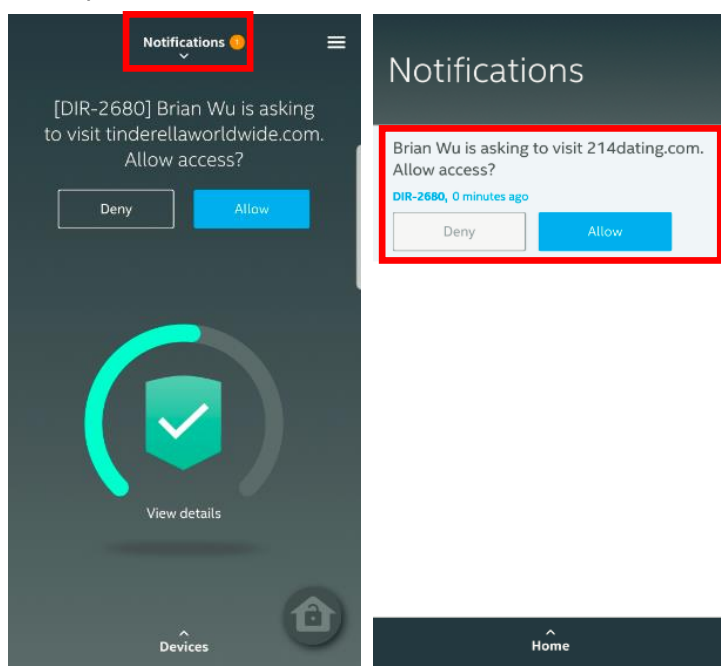 Notifications 1
[DIR-2680] Brian Wu is asking
to visit tinderellaworldwide.com.
Allow access?
Deny
Allow
View details
Devices
Notifications
Brian Wu is asking to visit 214dating.com.
Allow access?
DIR-2680, 0 minutes ago
Deny
Allow
Home